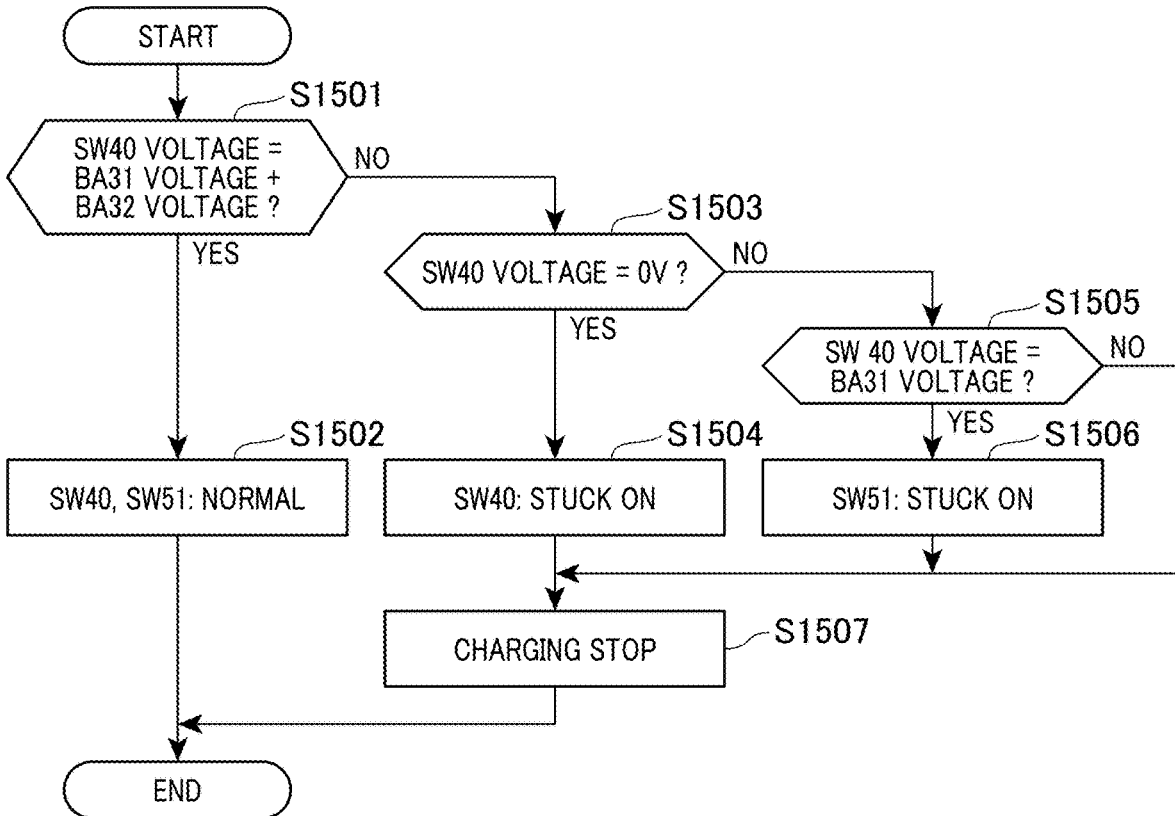 START
S1501
SW40 VOLTAGE =
BA31 VOLTAGE +
BA32 VOLTAGE ?
NO
YES
S1503
SW40 VOLTAGE = 0V ?
NO
YES
S1505
SW 40 VOLTAGE =
BA31 VOLTAGE ?
NO
YES
S1502
SW40, SW51: NORMAL
S1504
SW40: STUCK ON
S1506
SW51: STUCK ON
S1507
CHARGING STOP
END